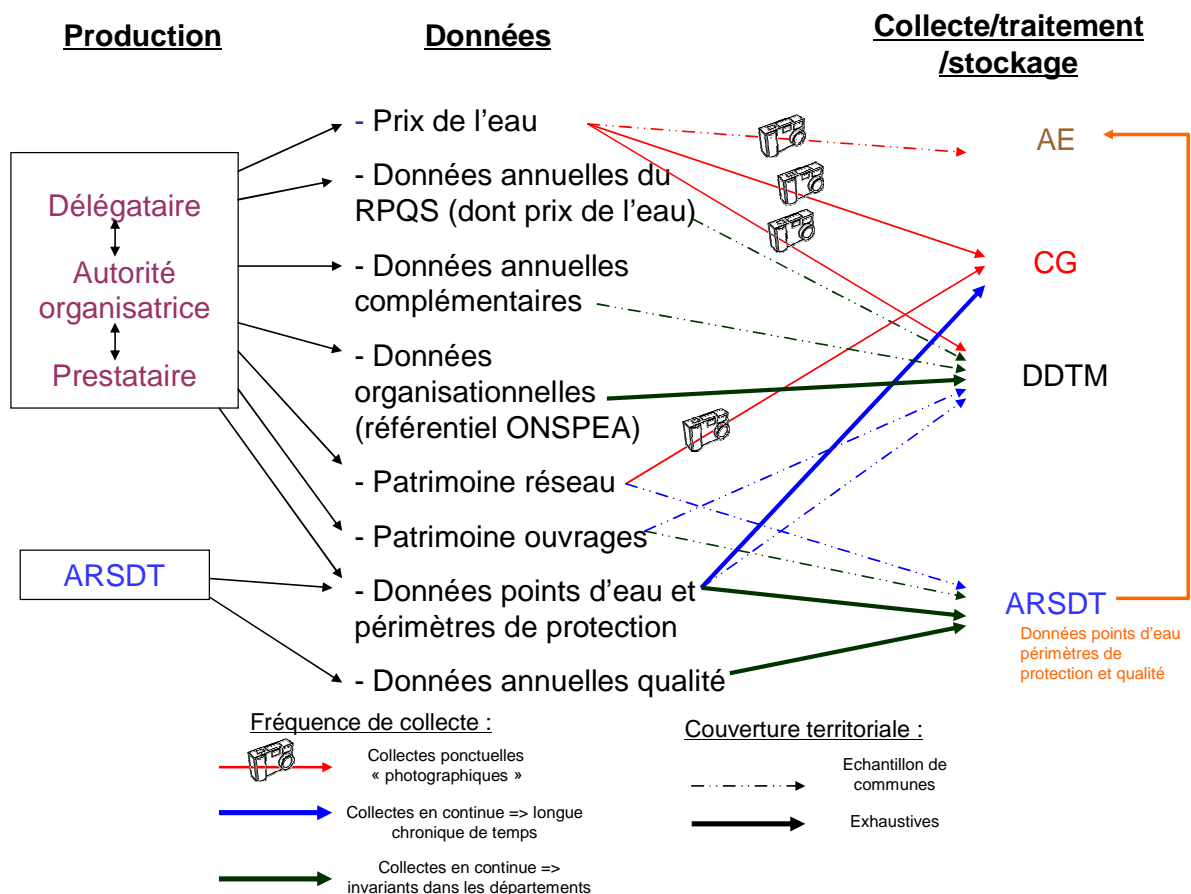 Production
Données
Collecte/traitement
/stockage
Délégataire
Autorité
organisatrice
Prestataire
ARSDT
- Prix de l'eau
- Données annuelles du
RPQS (dont prix de l'eau)
- Données annuelles
complémentaires
- Données
organisationnelles
(référentiel ONSPEA)
- Patrimoine réseau
- Patrimoine ouvrages
- Données points d'eau et
périmètres de protection
- Données annuelles qualité
AE
CG
DDTM
ARSDT
Données points d'eau
périmètres de
protection et qualité
Fréquence de collecte :
Collectes ponctuelles
« photographiques »
Collectes en continue => longue
chronique de temps
Collectes en continue =>
invariants dans les départements
Couverture territoriale :
Echantillon de
communes
Exhaustives